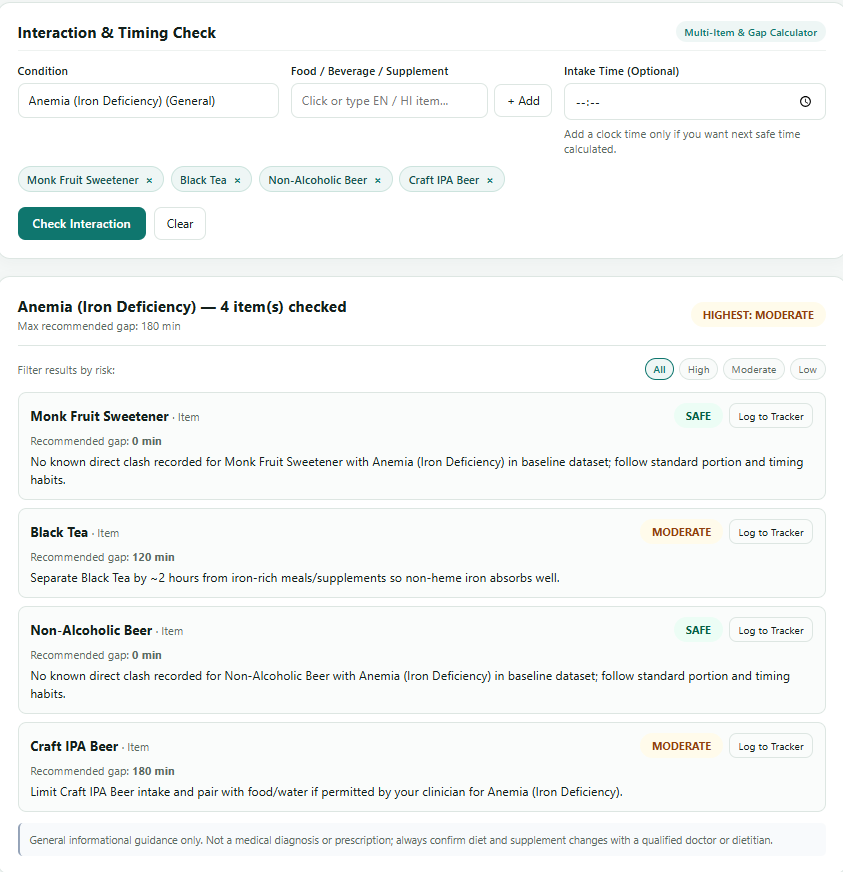 Interaction & Timing Check
Multi-Item & Gap Calculator
Condition
Food / Beverage / Supplement
Intake Time (Optional)
Anemia (Iron Deficiency) (General)
Click or type EN / HI item...
+ Add
--:--
Add a clock time only if you want next safe time
calculated.
Monk Fruit Sweetener ×
Black Tea ×
Non-Alcoholic Beer ×
Craft IPA Beer ×
Check Interaction
Clear
Anemia (Iron Deficiency) — 4 item(s) checked
Max recommended gap: 180 min
HIGHEST: MODERATE
Filter results by risk:
All
High
Moderate
Low
Monk Fruit Sweetener · Item
SAFE
Log to Tracker
Recommended gap: 0 min
No known direct clash recorded for Monk Fruit Sweetener with Anemia (Iron Deficiency) in baseline dataset; follow standard portion and timing
habits.
Black Tea · Item
MODERATE
Log to Tracker
Recommended gap: 120 min
Separate Black Tea by ~2 hours from iron-rich meals/supplements so non-heme iron absorbs well.
Non-Alcoholic Beer · Item
SAFE
Log to Tracker
Recommended gap: 0 min
No known direct clash recorded for Non-Alcoholic Beer with Anemia (Iron Deficiency) in baseline dataset; follow standard portion and timing
habits.
Craft IPA Beer · Item
MODERATE
Log to Tracker
Recommended gap: 180 min
Limit Craft IPA Beer intake and pair with food/water if permitted by your clinician for Anemia (Iron Deficiency).
General informational guidance only. Not a medical diagnosis or prescription; always confirm diet and supplement changes with a qualified doctor or dietitian.